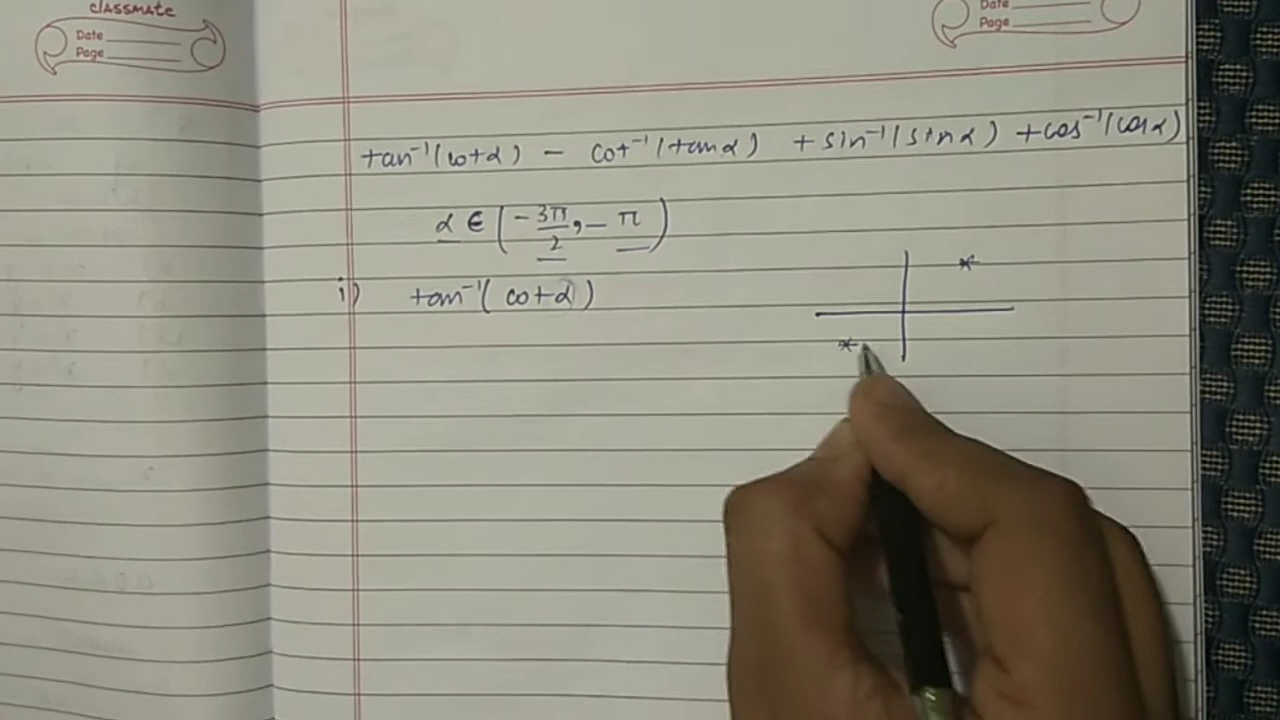 classmate
Date
Page
Date
Page
tan⁻¹(cotα) - cot⁻¹(tanα) + sin⁻¹(sinα) + cos⁻¹(cosα)
α ∈ (-3π/2, -π)
i) tan⁻¹(cotα)